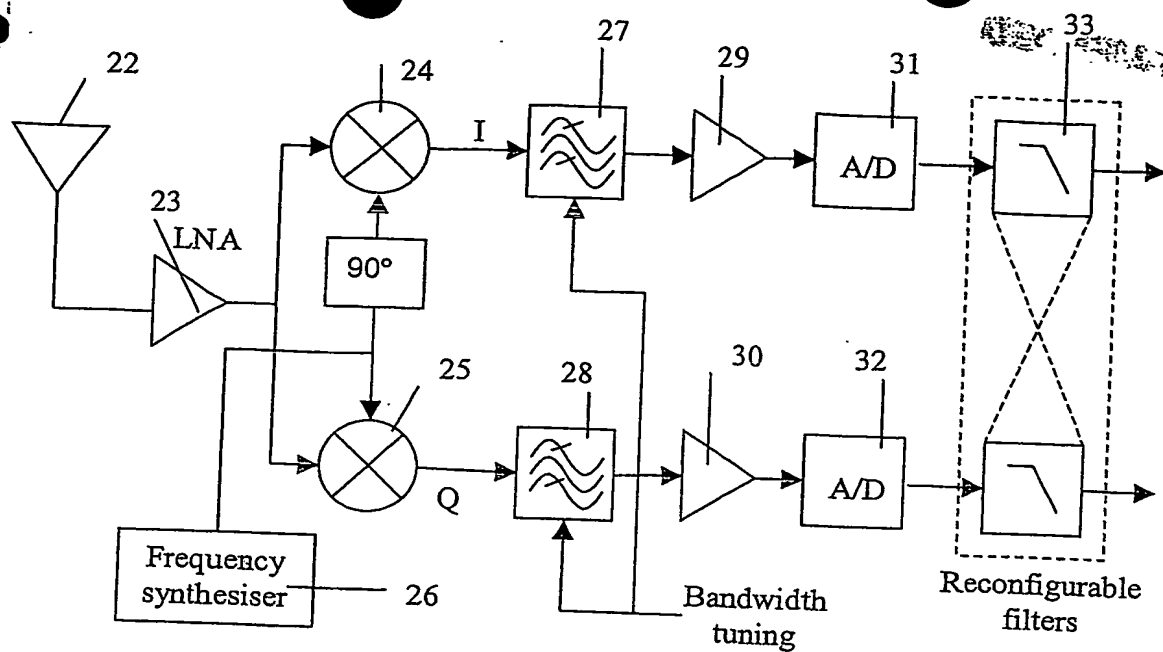 22
24
27
29
31
33
I
A/D
23
LNA
90°
25
28
30
32
Q
A/D
Frequency
synthesiser
26
Bandwidth
tuning
Reconfigurable
filters